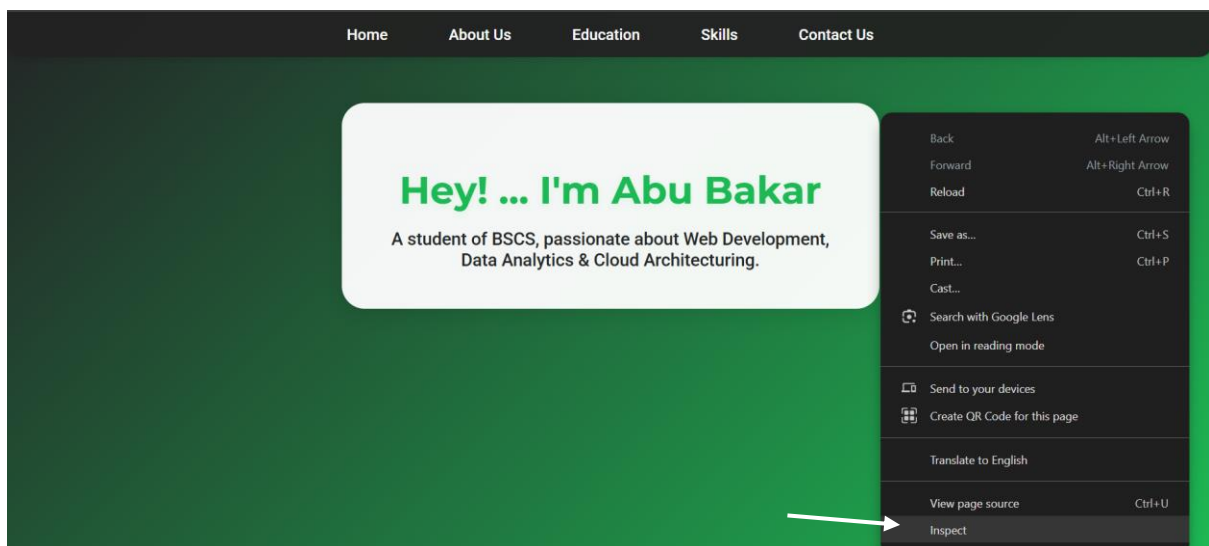 Home About Us Education Skills Contact Us
Hey! ... I'm Abu Bakar
A student of BSCS, passionate about Web Development,
Data Analytics & Cloud Architecturing.
Back Alt+Left Arrow
Forward Alt+Right Arrow
Reload Ctrl+R
Save as... Ctrl+S
Print... Ctrl+P
Cast...
Search with Google Lens
Open in reading mode
Send to your devices
Create QR Code for this page
Translate to English
View page source Ctrl+U
Inspect